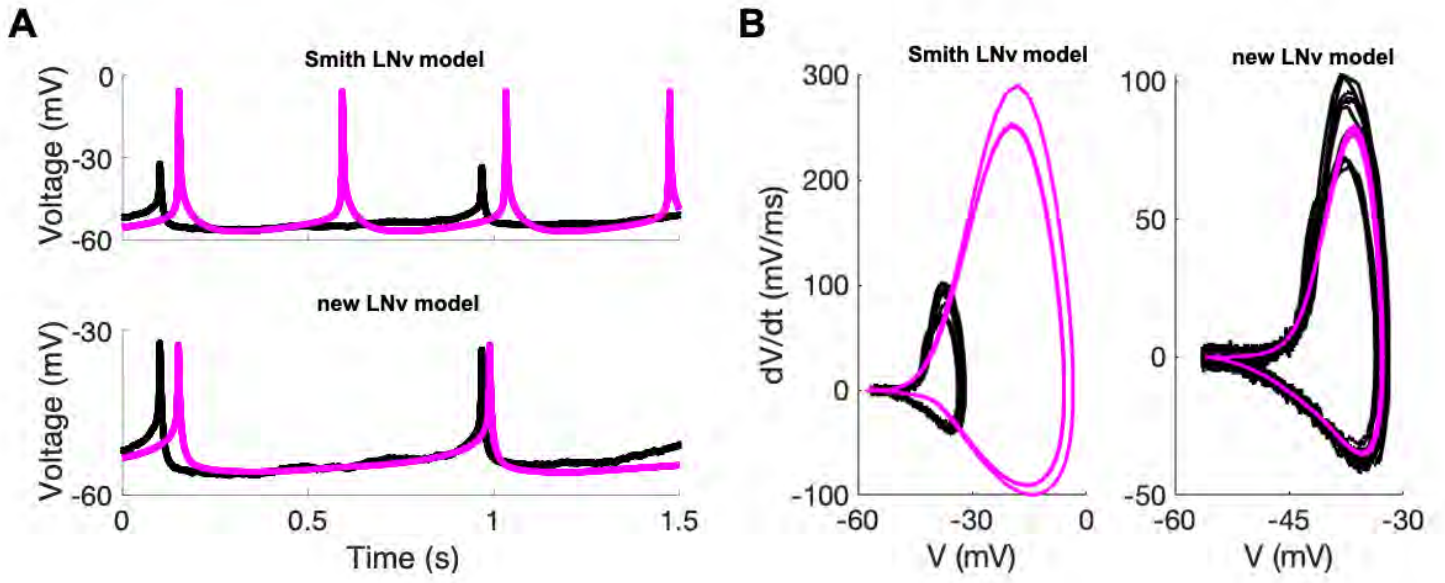 A
Smith LNv model
0
-30
-60
Voltage (mV)
new LNv model
-30
-60
Voltage (mV)
0 0.5 1 1.5
Time (s)
B
Smith LNv model
300
200
100
0
-100
dV/dt (mV/ms)
-60 -30 0
V (mV)
new LNv model
100
50
0
-50
-60 -45 -30
V (mV)